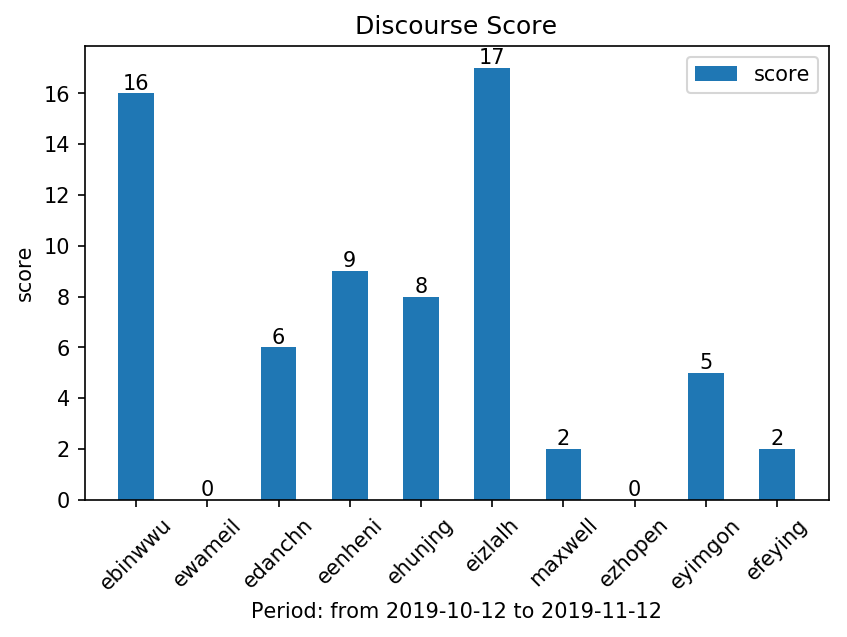 Discourse Score
score
16
14
12
10
8
6
4
2
0
score
16
0
6
9
8
17
2
0
5
2
ebinwwu
ewameil
edanchn
eenheni
ehunjng
eizlalh
maxwell
ezhopen
eyimgon
efeying
Period: from 2019-10-12 to 2019-11-12